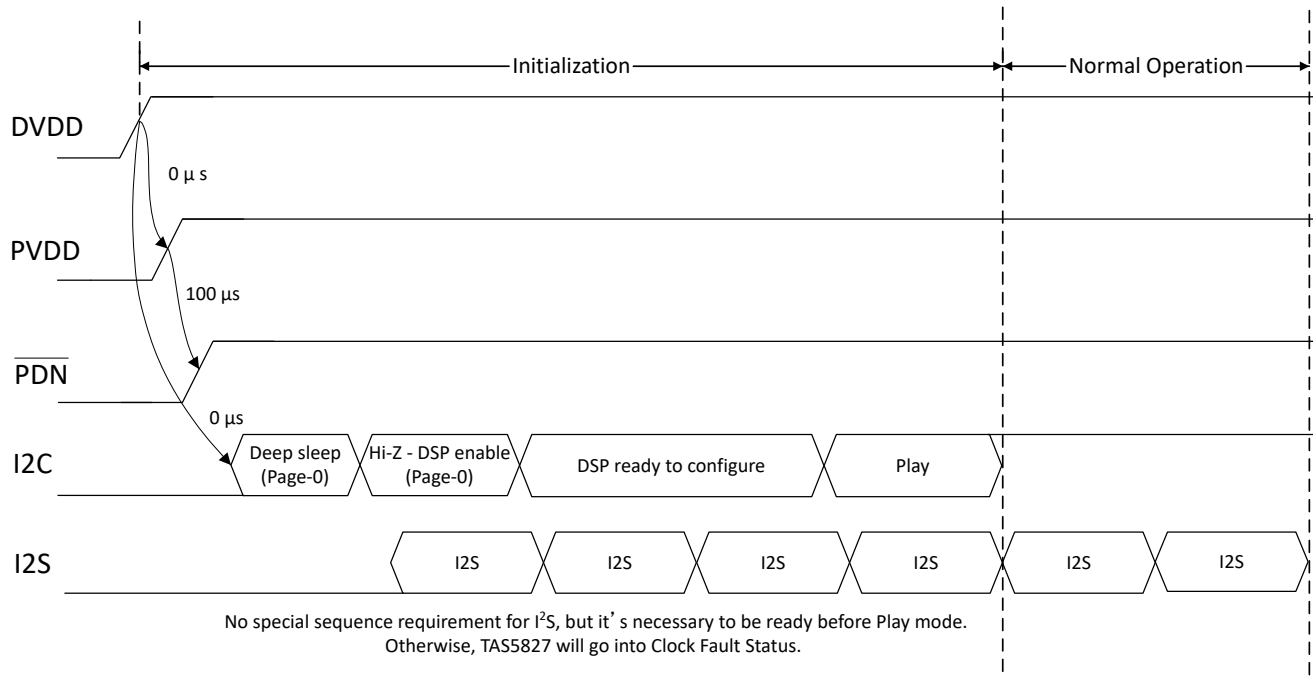 Initialization
Normal Operation
DVDD
0 μ s
PVDD
100 μs
PDN
0 μs
I2C
Deep sleep
(Page-0)
Hi-Z - DSP enable
(Page-0)
DSP ready to configure
Play
I2S
I2S
I2S
I2S
I2S
I2S
I2S
No special sequence requirement for I²S, but it’s necessary to be ready before Play mode.
Otherwise, TAS5827 will go into Clock Fault Status.